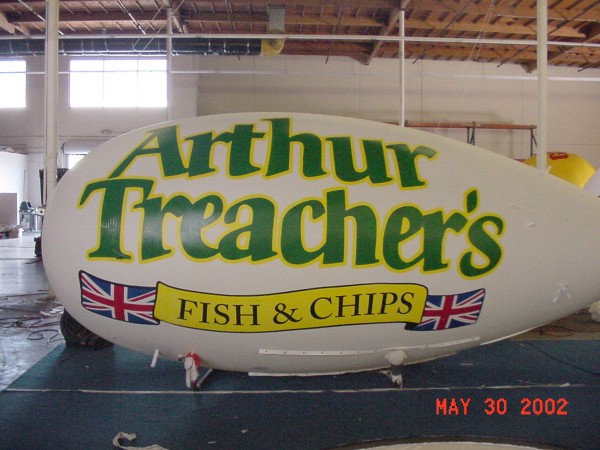 Arthur
Treacher's
FISH & CHIPS
MAY 30 2002